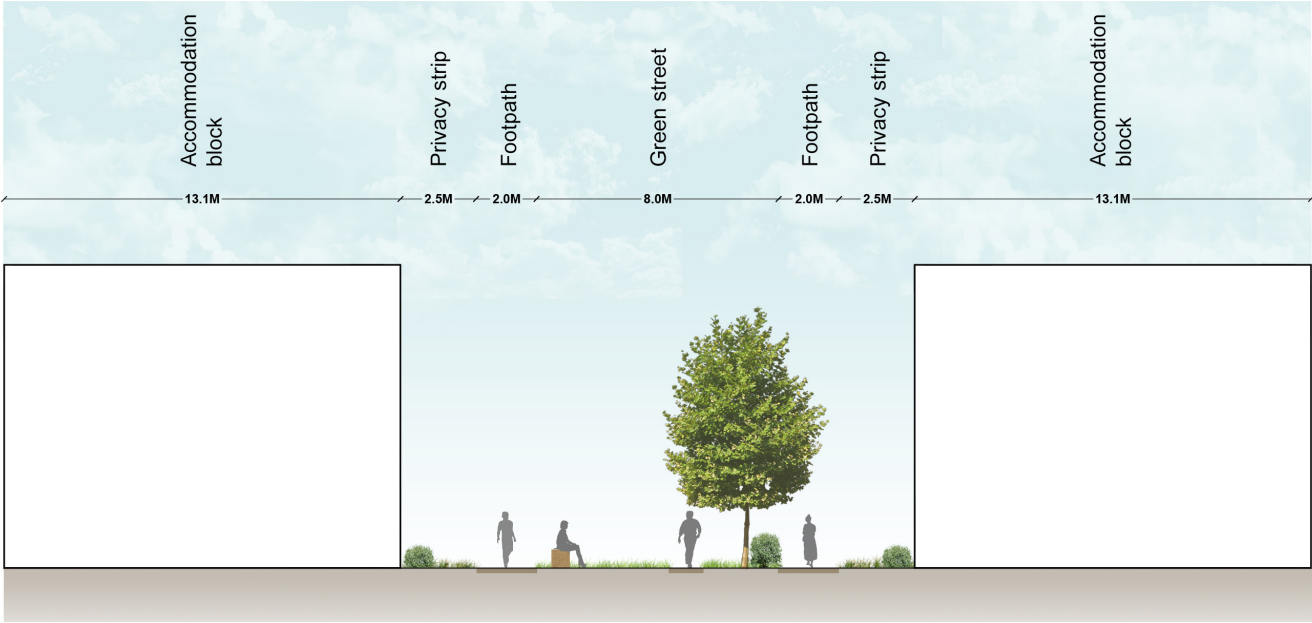 Accommodation
block
Privacy strip
Footpath
Green street
Footpath
Privacy strip
Accommodation
block
13.1M
2.5M
2.0M
8.0M
2.0M
2.5M
13.1M